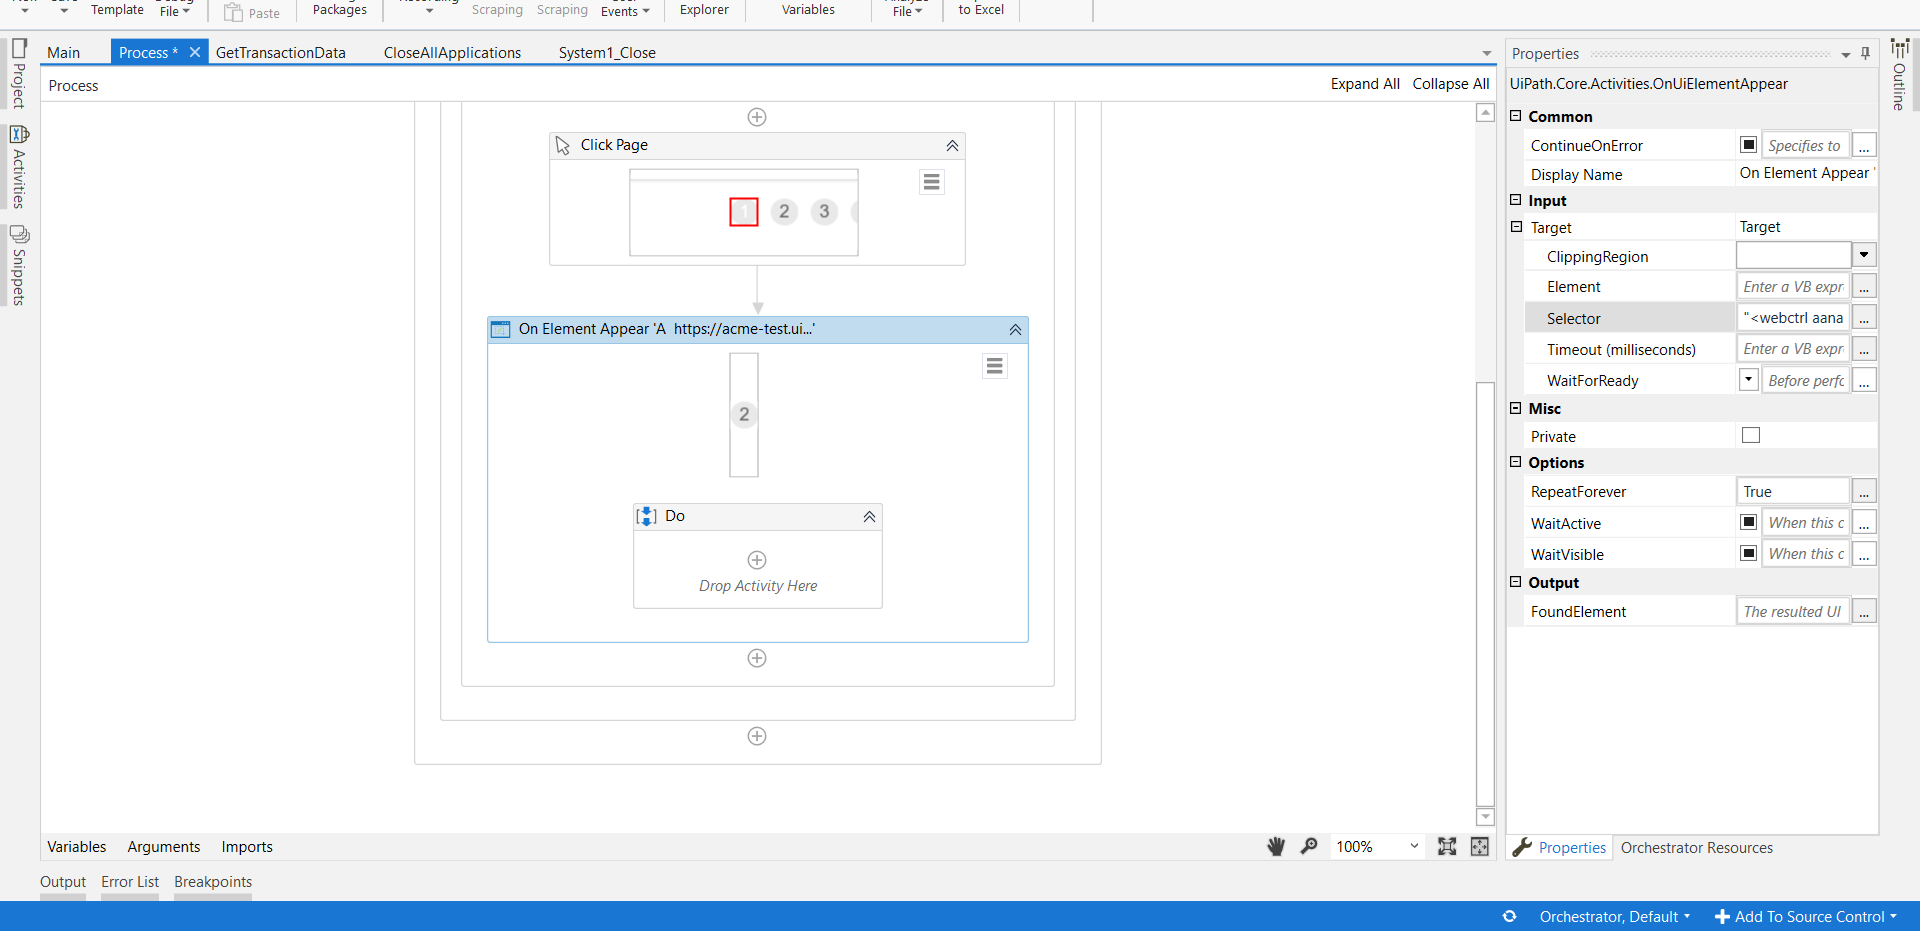 Debug
Template
File
Paste
Packages
Scraping
Scraping
Events
Explorer
Variables
Analyze
File
to Excel
Main
Process *
GetTransactionData
CloseAllApplications
System1_Close
Process
Expand All
Collapse All
Project
Activities
Snippets
Click Page
1
2
3
On Element Appear 'A  https://acme-test.ui...'
2
Do
Drop Activity Here
Variables
Arguments
Imports
100%
Output
Error List
Breakpoints
Properties
UiPath.Core.Activities.OnUiElementAppear
Common
ContinueOnError
Specifies to
...
Display Name
On Element Appear '
Input
Target
Target
ClippingRegion
Element
Enter a VB expr
...
Selector
"<webctrl aana
...
Timeout (milliseconds)
Enter a VB expr
...
WaitForReady
Before perfo
...
Misc
Private
Options
RepeatForever
True
...
WaitActive
When this c
...
WaitVisible
When this c
...
Output
FoundElement
The resulted UI
...
Properties
Orchestrator Resources
Outline
Orchestrator, Default
Add To Source Control